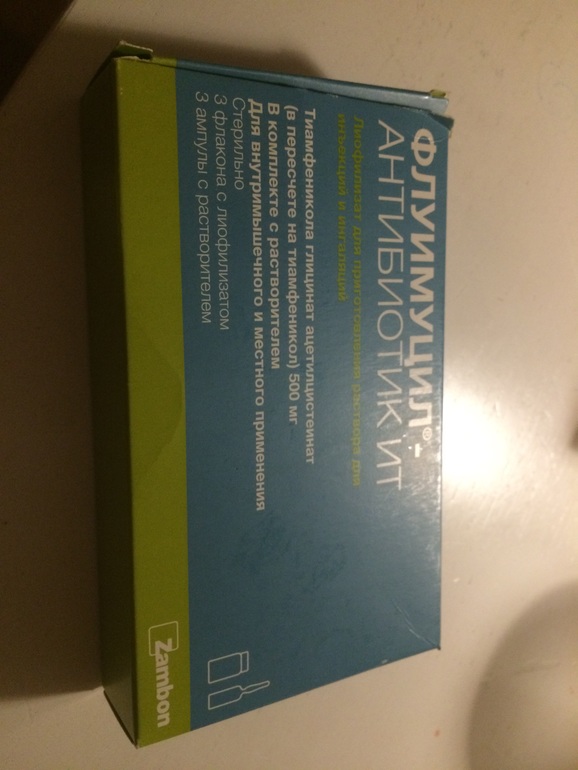 ФЛУИМУЦИЛ®-
АНТИБИОТИК ИТ
Лиофилизат для приготовления раствора для
инъекций и ингаляций
Тиамфеникола глицинат ацетилцистеинат
(в пересчете на тиамфеникол) 500 мг
В комплекте с растворителем
Для внутримышечного и местного применения
Стерильно
3 флакона с лиофилизатом
3 ампулы с растворителем
Zambon